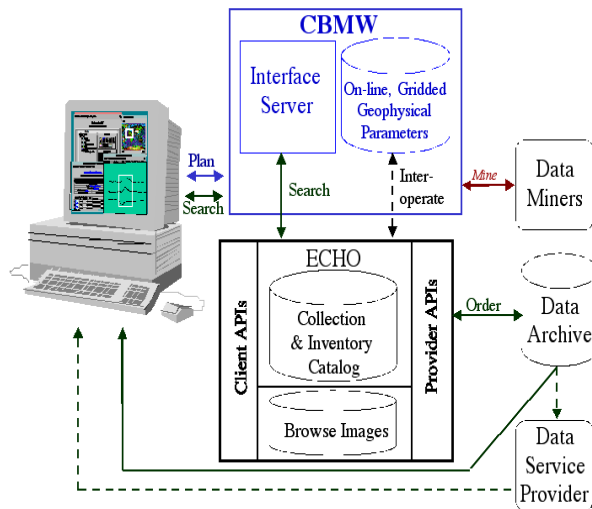 CBMW
Interface
Server
On-line, Gridded
Geophysical
Parameters
Plan
Search
Search
Inter-
operate
Mine
Data
Miners
ECHO
Client APIs
Collection
& Inventory
Catalog
Browse Images
Provider APIs
Order
Data
Archive
Data
Service
Provider